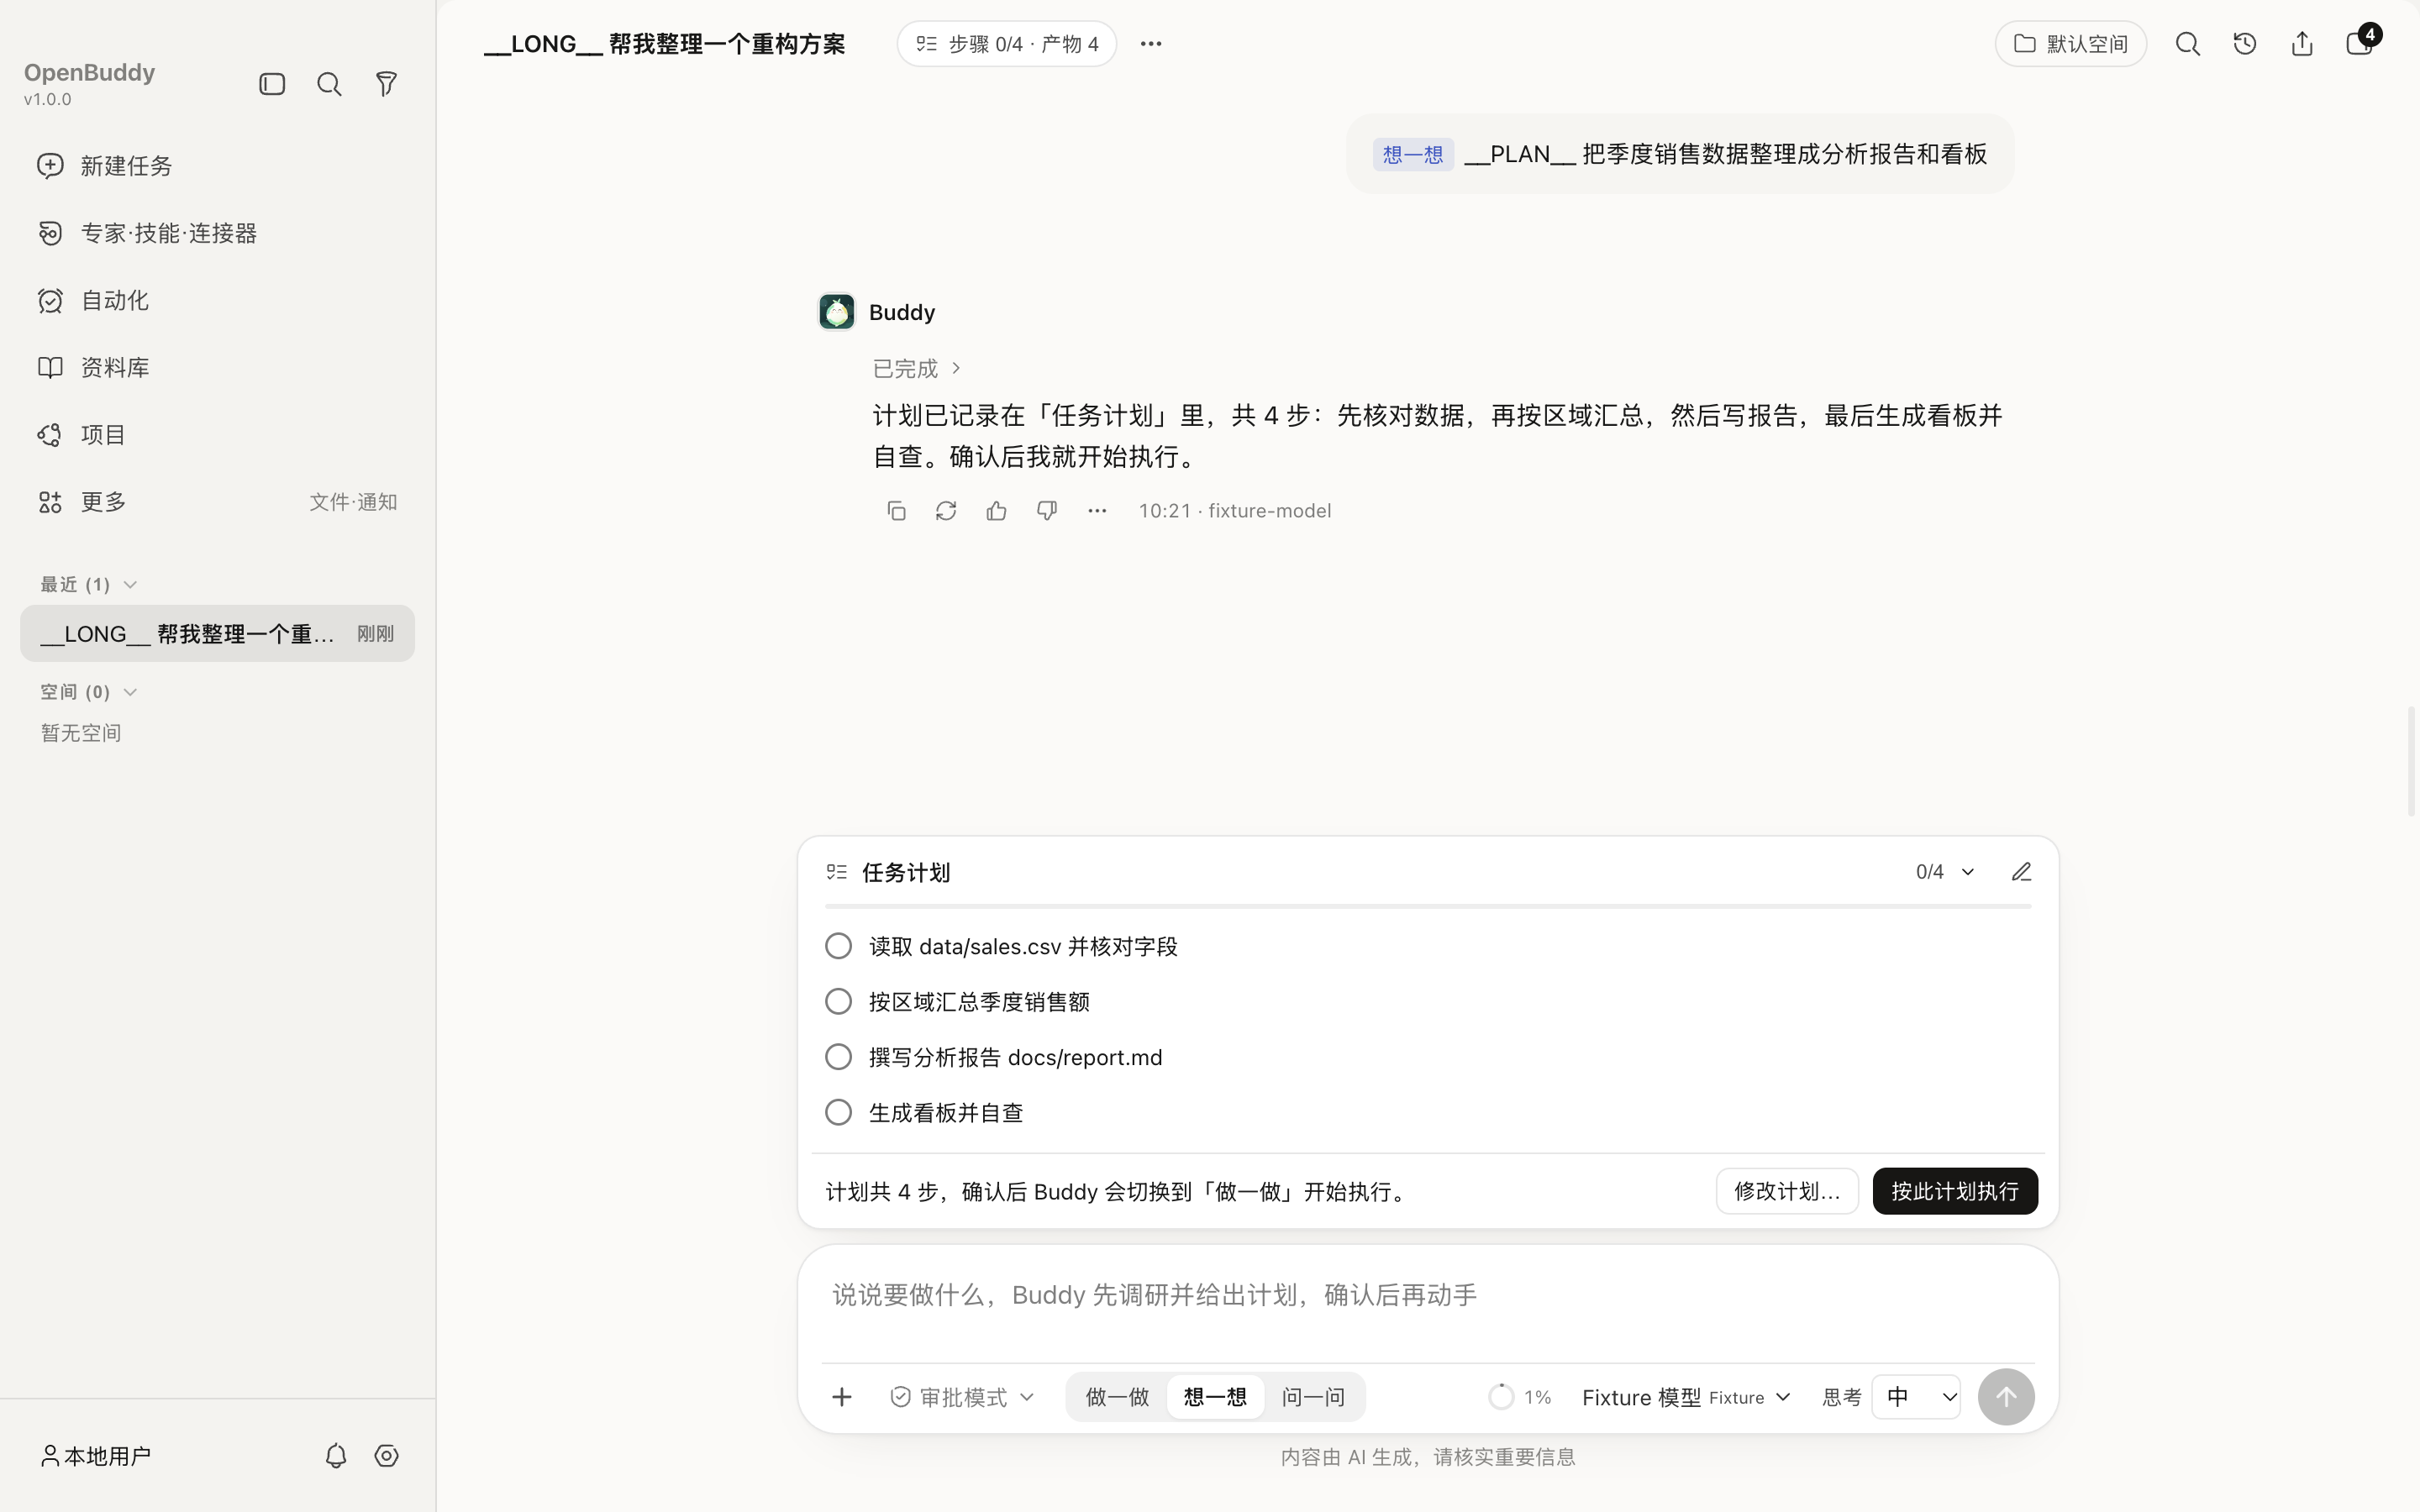 OpenBuddy
v1.0.0
新建任务
专家·技能·连接器
自动化
资料库
项目
更多 文件·通知
最近 (1)
__LONG__ 帮我整理一个重… 刚刚
空间 (0)
暂无空间
本地用户
__LONG__ 帮我整理一个重构方案 步骤 0/4 · 产物 4 默认空间 4
想一想 __PLAN__ 把季度销售数据整理成分析报告和看板
Buddy
已完成
计划已记录在「任务计划」里，共 4 步：先核对数据，再按区域汇总，然后写报告，最后生成看板并
自查。确认后我就开始执行。
10:21 · fixture-model
任务计划 0/4
读取 data/sales.csv 并核对字段
按区域汇总季度销售额
撰写分析报告 docs/report.md
生成看板并自查
计划共 4 步，确认后 Buddy 会切换到「做一做」开始执行。 修改计划… 按此计划执行
说说要做什么，Buddy 先调研并给出计划，确认后再动手
审批模式 做一做 想一想 问一问 1% Fixture 模型 Fixture 思考 中
内容由 AI 生成，请核实重要信息